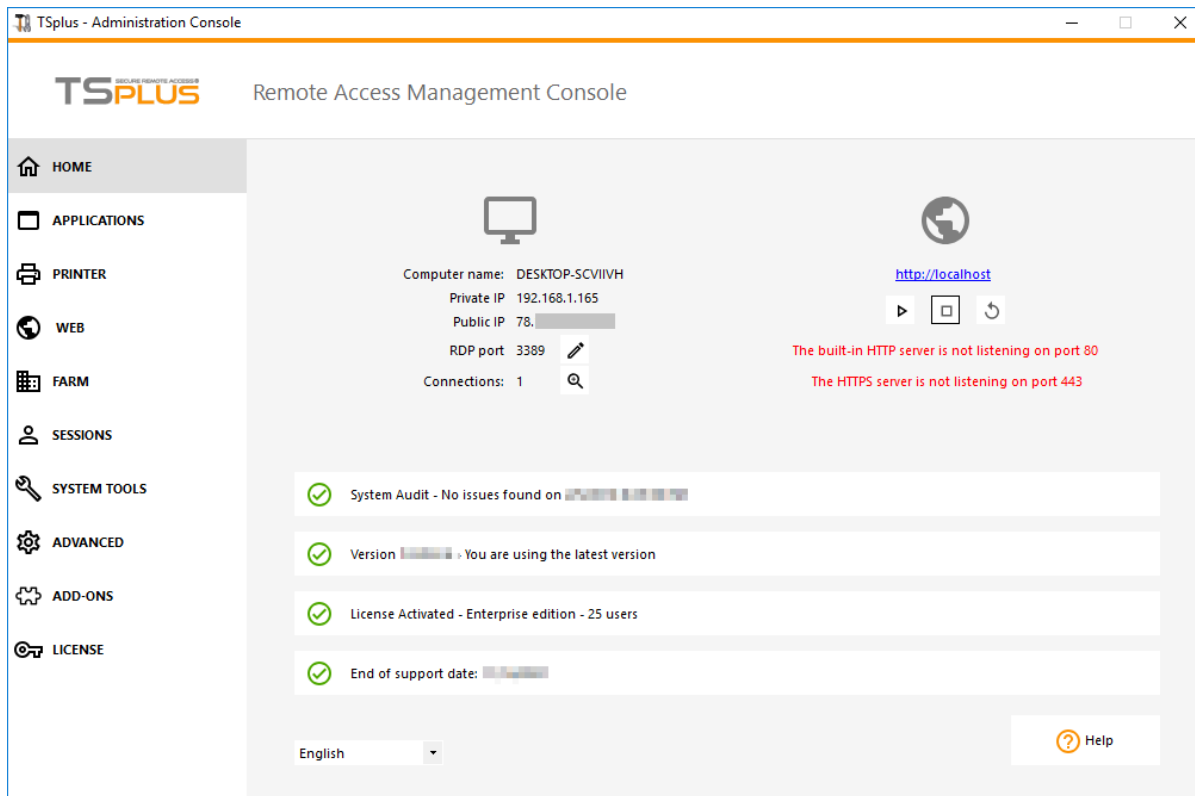 TSplus - Administration Console
TSPLUS SECURE REMOTE ACCESS®
Remote Access Management Console
HOME
APPLICATIONS
PRINTER
WEB
FARM
SESSIONS
SYSTEM TOOLS
ADVANCED
ADD-ONS
LICENSE
Computer name: DESKTOP-SCVIIVH
Private IP 192.168.1.165
Public IP 78.
RDP port 3389
Connections: 1
http://localhost
The built-in HTTP server is not listening on port 80
The HTTPS server is not listening on port 443
System Audit - No issues found on
Version - You are using the latest version
License Activated - Enterprise edition - 25 users
End of support date:
English
Help